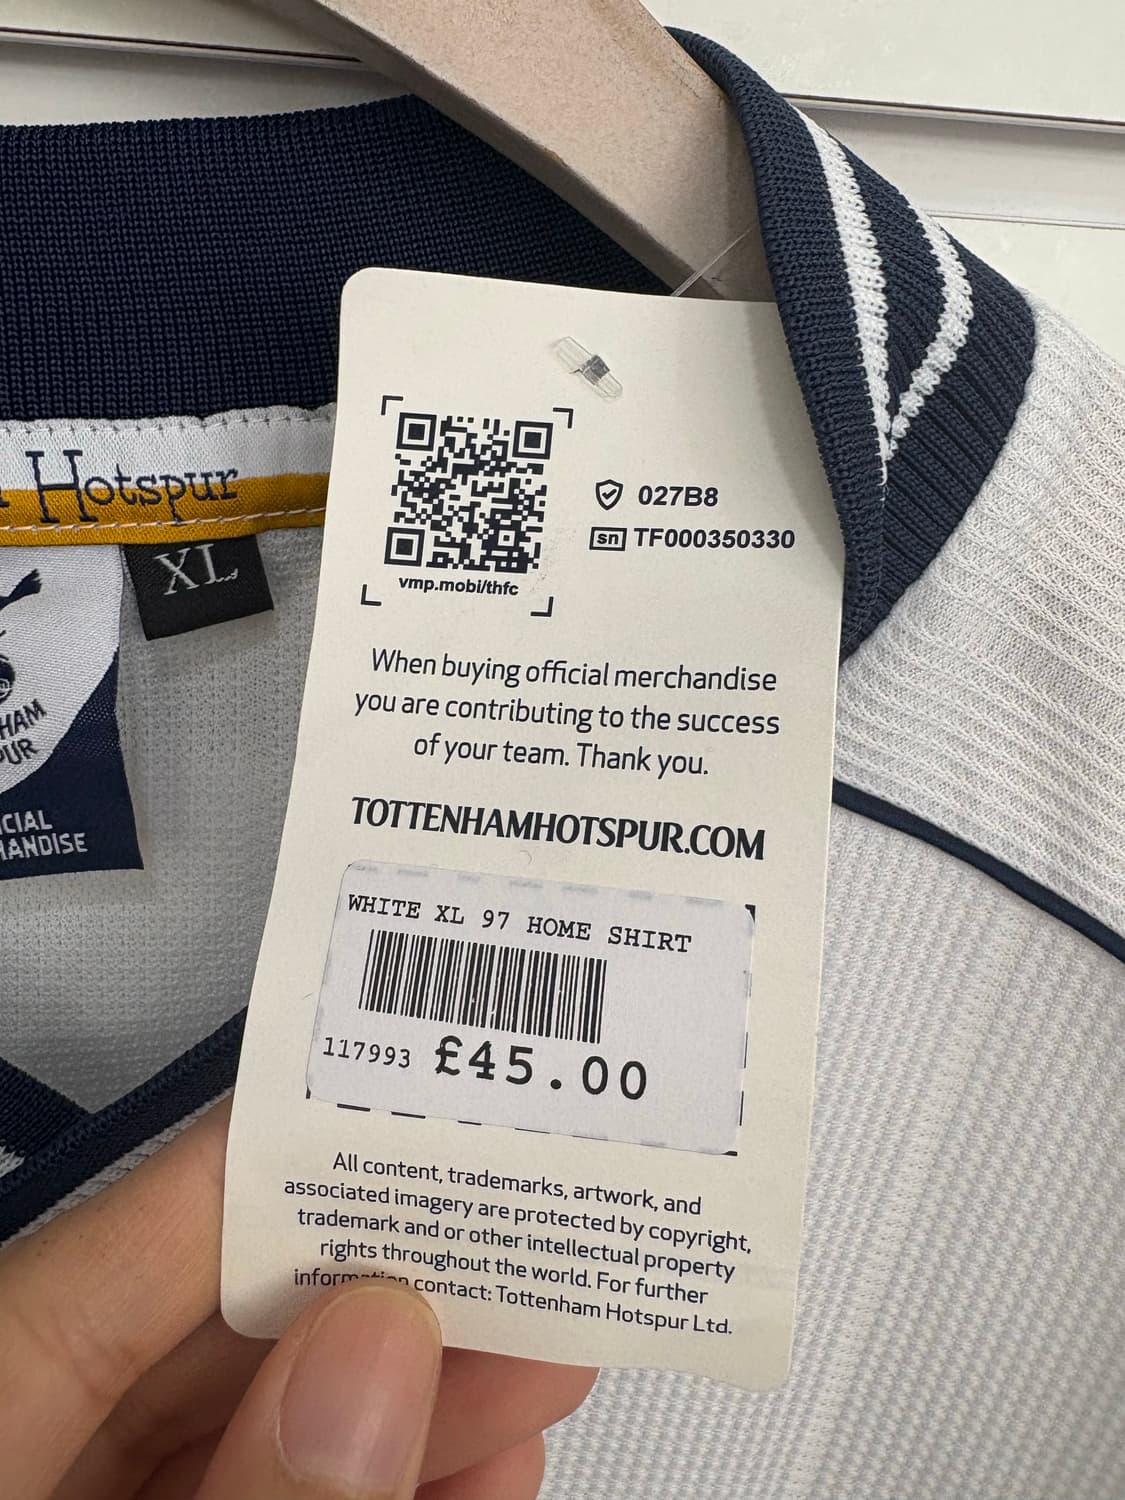 Hotspur
XL
HAM
PUR
CIAL
HANDISE
027B8
sn TF000350330
vmp.mobi/thfc
When buying official merchandise
you are contributing to the success
of your team. Thank you.
TOTTENHAMHOTSPUR.COM
WHITE XL 97 HOME SHIRT
117993 £45.00
All content, trademarks, artwork, and
associated imagery are protected by copyright,
trademark and or other intellectual property
rights throughout the world. For further
information contact: Tottenham Hotspur Ltd.